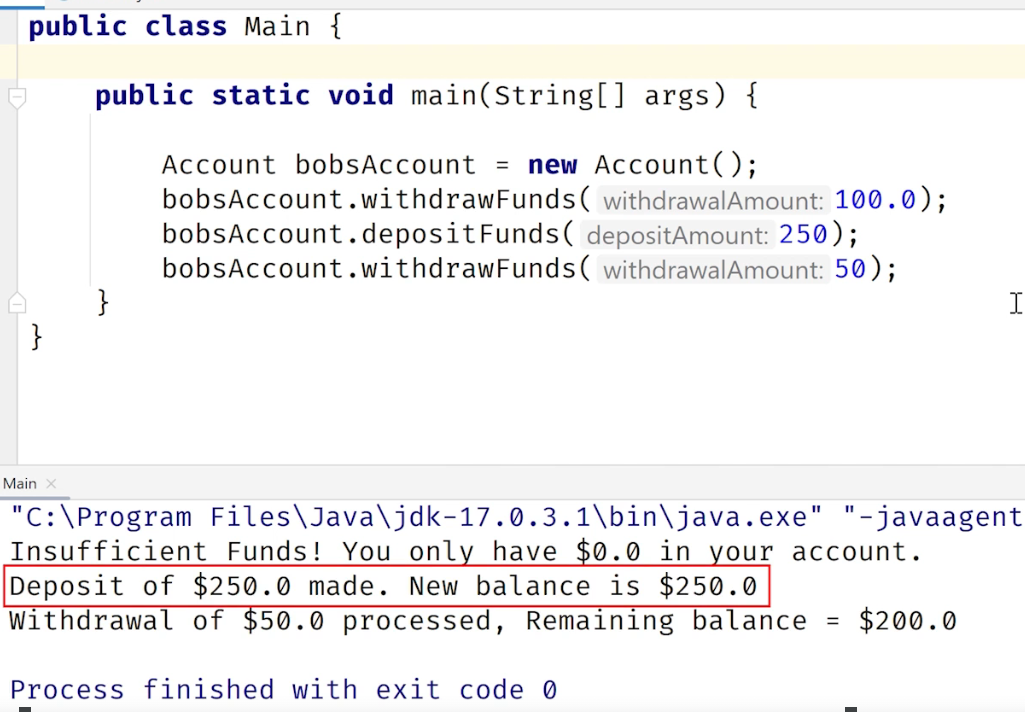 public class Main {
public static void main(String[] args) {
Account bobsAccount = new Account();
bobsAccount.withdrawFunds( withdrawalAmount: 100.0);
bobsAccount.depositFunds( depositAmount: 250);
bobsAccount.withdrawFunds( withdrawalAmount: 50);
}
}
Main ×
"C:\Program Files\Java\jdk-17.0.3.1\bin\java.exe" "-javaagent
Insufficient Funds! You only have $0.0 in your account.
Deposit of $250.0 made. New balance is $250.0
Withdrawal of $50.0 processed, Remaining balance = $200.0
Process finished with exit code 0